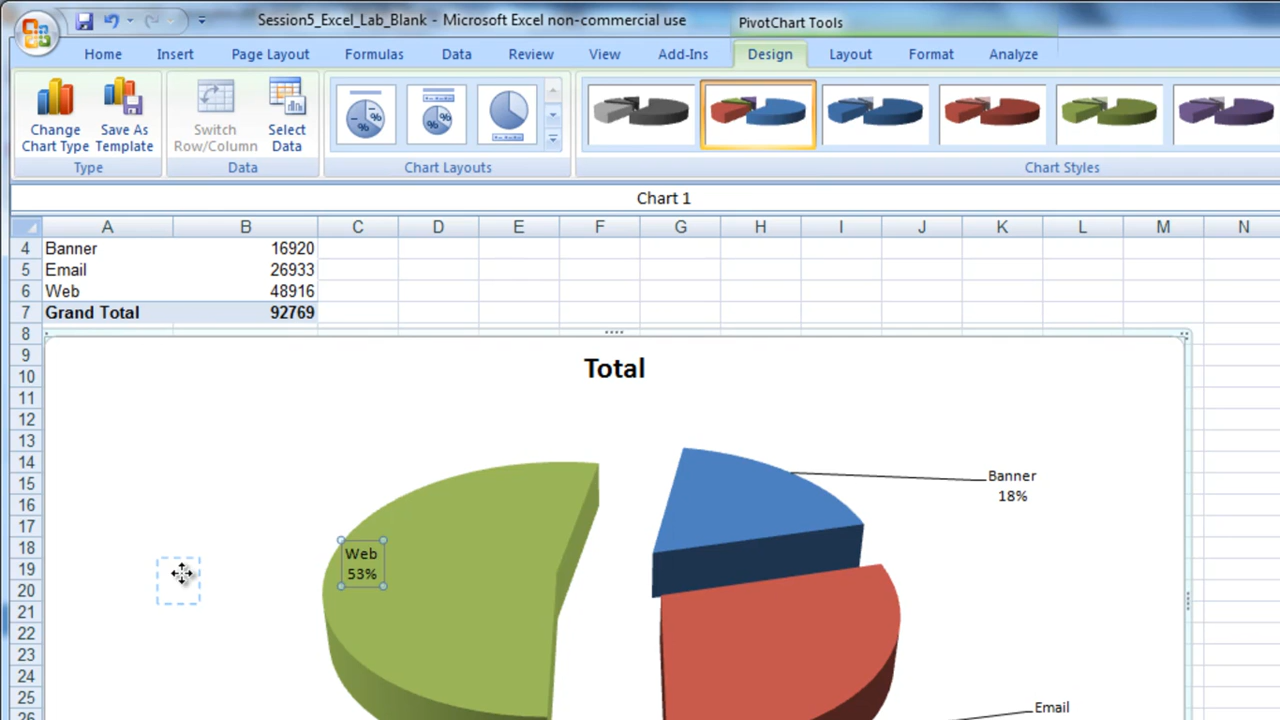 Session5_Excel_Lab_Blank - Microsoft Excel non-commercial use
PivotChart Tools
Home Insert Page Layout Formulas Data Review View Add-Ins Design Layout Format Analyze
Change Chart Type
Save As Template
Switch Row/Column
Select Data
Type
Data
Chart Layouts
Chart Styles
Chart 1
A B C D E F G H I J K L M N
4 Banner 16920
5 Email 26933
6 Web 48916
7 Grand Total 92769
8
9
10
11
12
13
14
15
16
17
18
19
20
21
22
23
24
25
26
Total
Banner
18%
Web
53%
Email